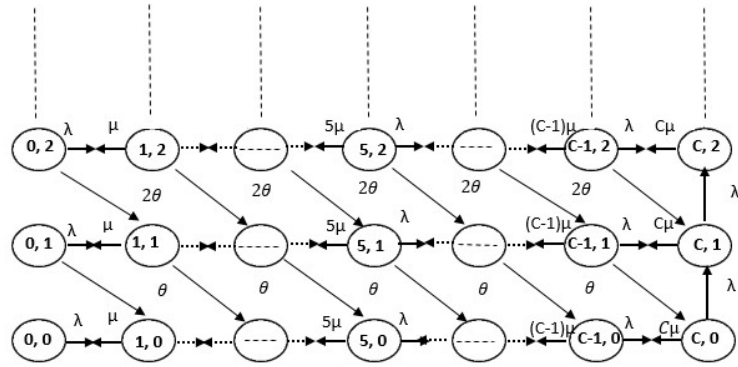 λ μ 5μ λ (C-1)μ λ Cμ
0, 2 1, 2 ----- 5, 2 ---- C-1, 2 C, 2
2θ 2θ 2θ 2θ 2θ λ
λ μ 5μ λ (C-1)μ λ Cμ
0, 1 1, 1 ----- 5, 1 ---- C-1, 1 C, 1
θ θ θ θ θ λ
λ μ 5μ λ (C-1)μ λ Cμ
0, 0 1, 0 ---- 5, 0 ---- C-1, 0 C, 0